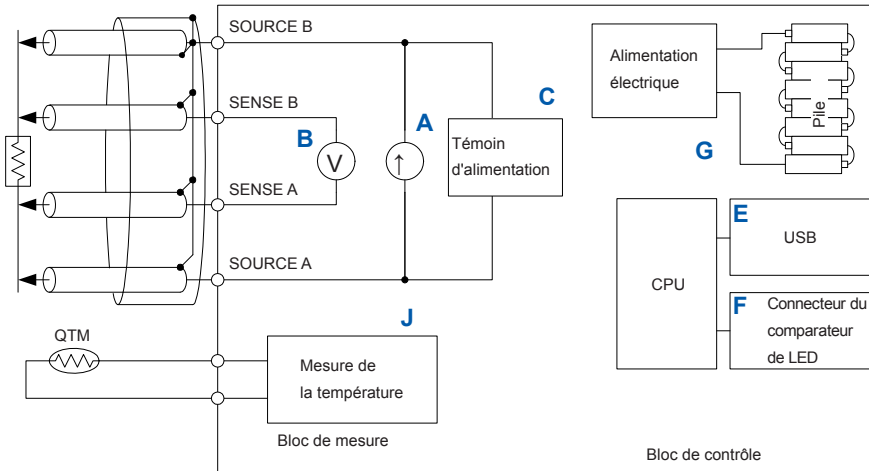 SOURCE B
SENSE B
SENSE A
SOURCE A
B
V
A
↑
C
Témoin
d'alimentation
Alimentation
électrique
Pile
G
CPU
E
USB
F
Connecteur du
comparateur
de LED
QTM
J
Mesure de
la température
Bloc de mesure
Bloc de contrôle